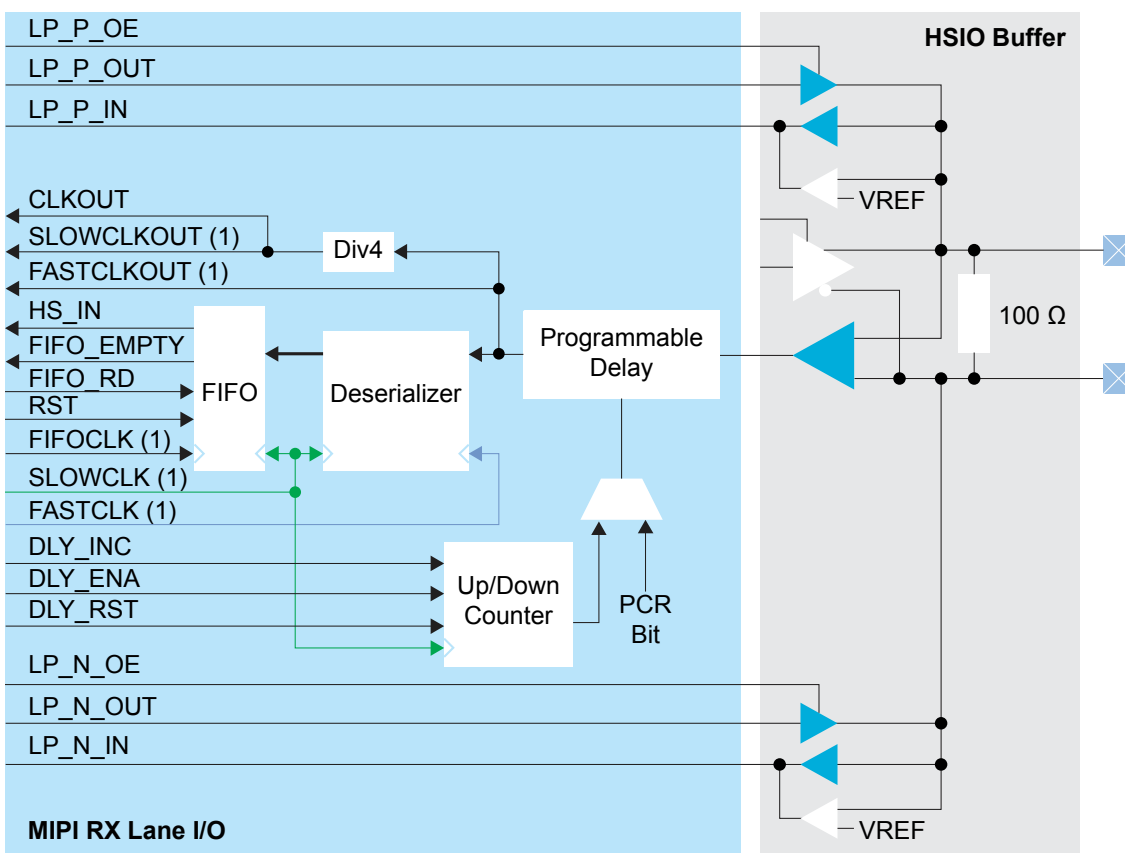 LP_P_OE
HSIO Buffer
LP_P_OUT
LP_P_IN
CLKOUT
VREF
SLOWCLKOUT (1)
Div4
FASTCLKOUT (1)
HS_IN
100 Ω
Programmable
Delay
FIFO_EMPTY
FIFO_RD
FIFO
Deserializer
RST
FIFOCLK (1)
SLOWCLK (1)
FASTCLK (1)
DLY_INC
DLY_ENA
Up/Down
Counter
PCR
Bit
DLY_RST
LP_N_OE
LP_N_OUT
LP_N_IN
MIPI RX Lane I/O
VREF